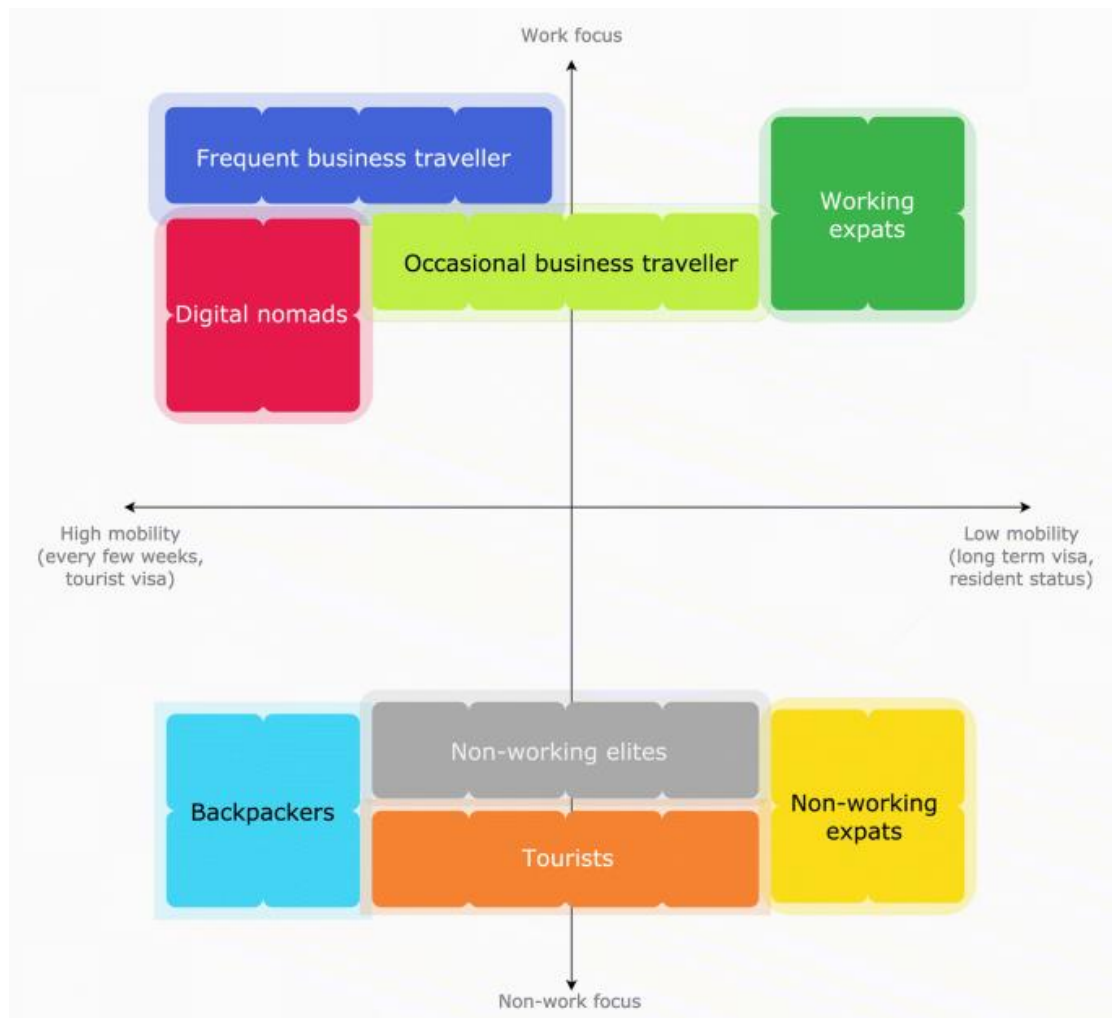 Work focus
Frequent business traveller
Working
expats
Occasional business traveller
Digital nomads
High mobility
(every few weeks,
tourist visa)
Low mobility
(long term visa,
resident status)
Non-working elites
Backpackers
Non-working
expats
Tourists
Non-work focus